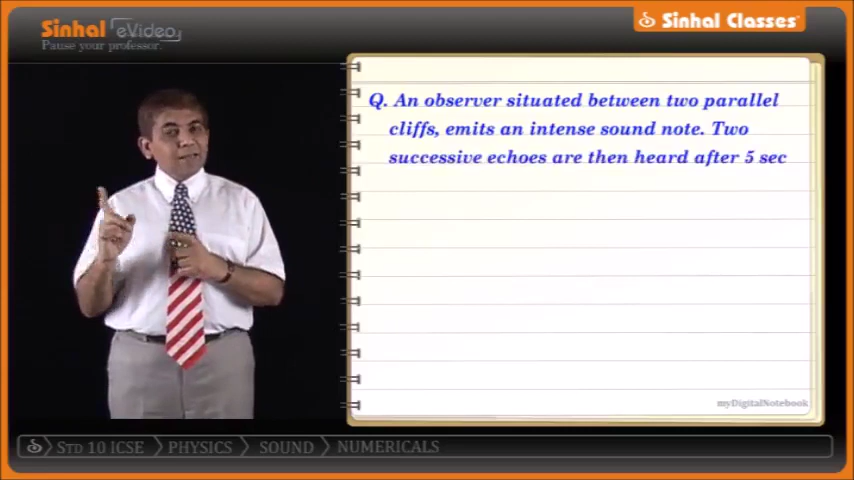 Sinhal eVideo
Pause your professor.
Sinhal Classes
Q. An observer situated between two parallel
cliffs, emits an intense sound note. Two
successive echoes are then heard after 5 sec
myDigitalNotebook
STD 10 ICSE PHYSICS SOUND NUMERICALS